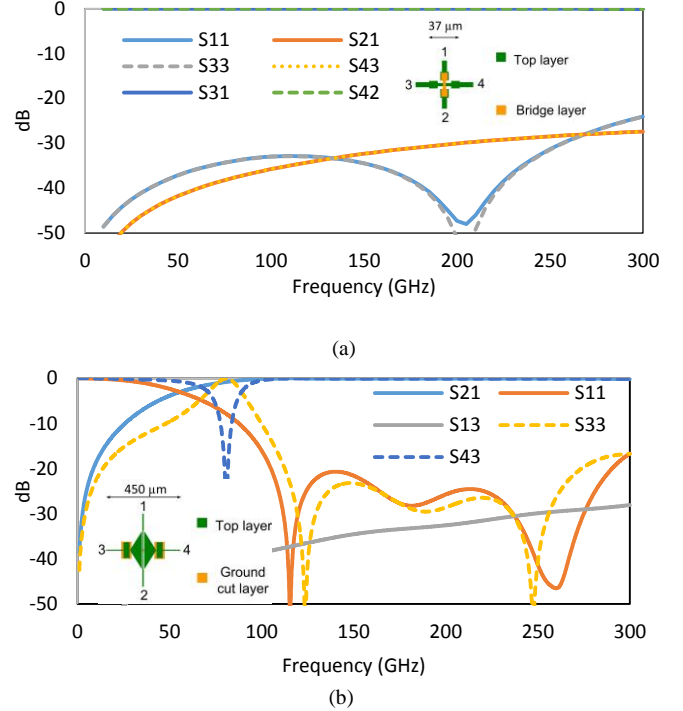 0
-10
-20
-30
-40
-50
dB
S11 S21
S33 S43
S31 S42
37 µm
1
3 4
2
Top layer
Bridge layer
0 50 100 150 200 250 300
Frequency (GHz)
(a)
0
-10
-20
-30
-40
-50
dB
S21 S11
S13 S33
S43
450 µm
1
3 4
2
Top layer
Ground
cut layer
0 50 100 150 200 250 300
Frequency (GHz)
(b)